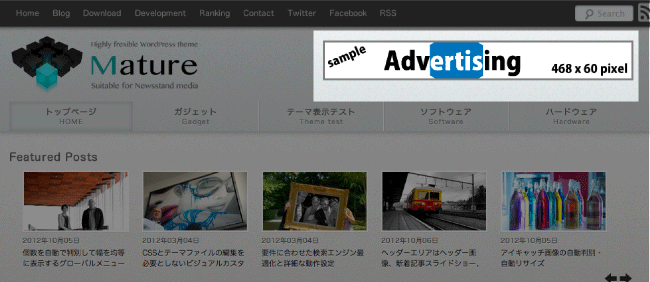 Home Blog Download Development Ranking Contact Twitter Facebook RSS Search
Highly frexible WordPress theme
Mature
Suitable for Newsstand media
sample
Advertising
468 x 60 pixel
トップページ ガジェット テーマ表示テスト ソフトウェア ハードウェア
HOME Gadget Theme test Software Hardware
Featured Posts
2012年10月05日
個数を自動で判別して幅を均等
に表示するグローバルメニュー
2012年03月04日
CSSとテーマファイルの編集を
必要としないビジュアルカスタ
2012年03月04日
要件に合わせた検索エンジン最
適化と詳細な動作設定
2012年10月06日
ヘッダーエリアはヘッダー画
像、新着記事スライドショー、
2012年10月05日
アイキャッチ画像の自動判別・
自動リサイズ